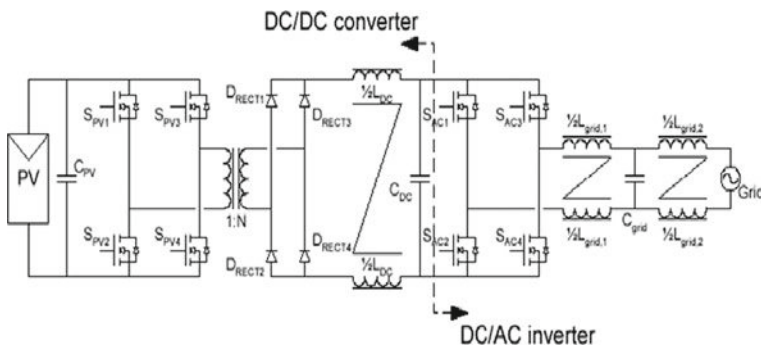 DC/DC converter
½L_DC
D_RECT1
D_RECT3
S_PV1
S_PV3
S_AC1
S_AC3
½L_grid,1
½L_grid,2
PV
C_PV
1:N
C_DC
C_grid
Grid
S_PV2
S_PV4
D_RECT2
D_RECT4
½L_DC
S_AC2
S_AC4
½L_grid,1
½L_grid,2
DC/AC inverter